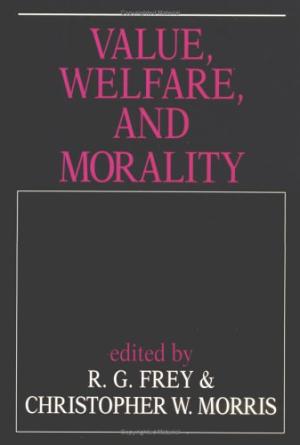 VALUE,
WELFARE,
AND
MORALITY
edited by
R. G. FREY &
CHRISTOPHER W. MORRIS